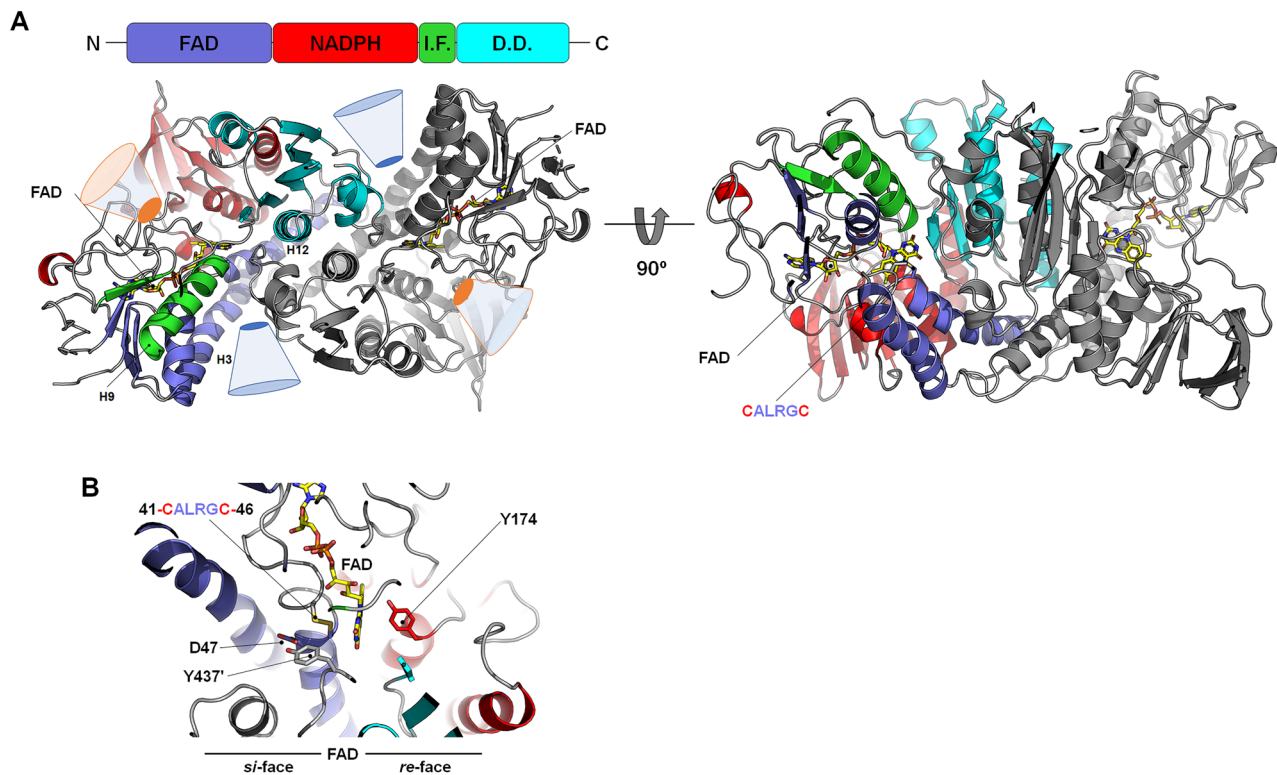 A
N FAD NADPH I.F. D.D. C
FAD
FAD
H12
H3
H9
90º
FAD
CALRGC
B
41-CALRGC-46
Y174
FAD
D47
Y437'
FAD
si-face re-face